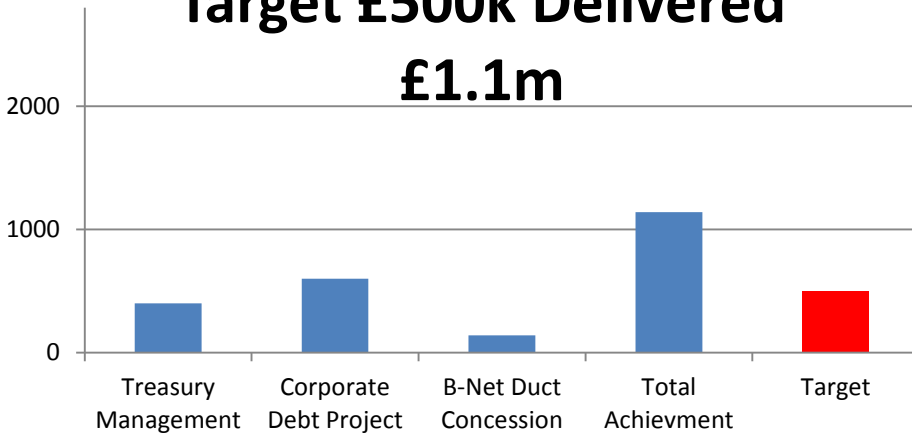 Target £500k Delivered
£1.1m
2000
1000
0
Treasury Management
Corporate Debt Project
B-Net Duct Concession
Total Achievment
Target